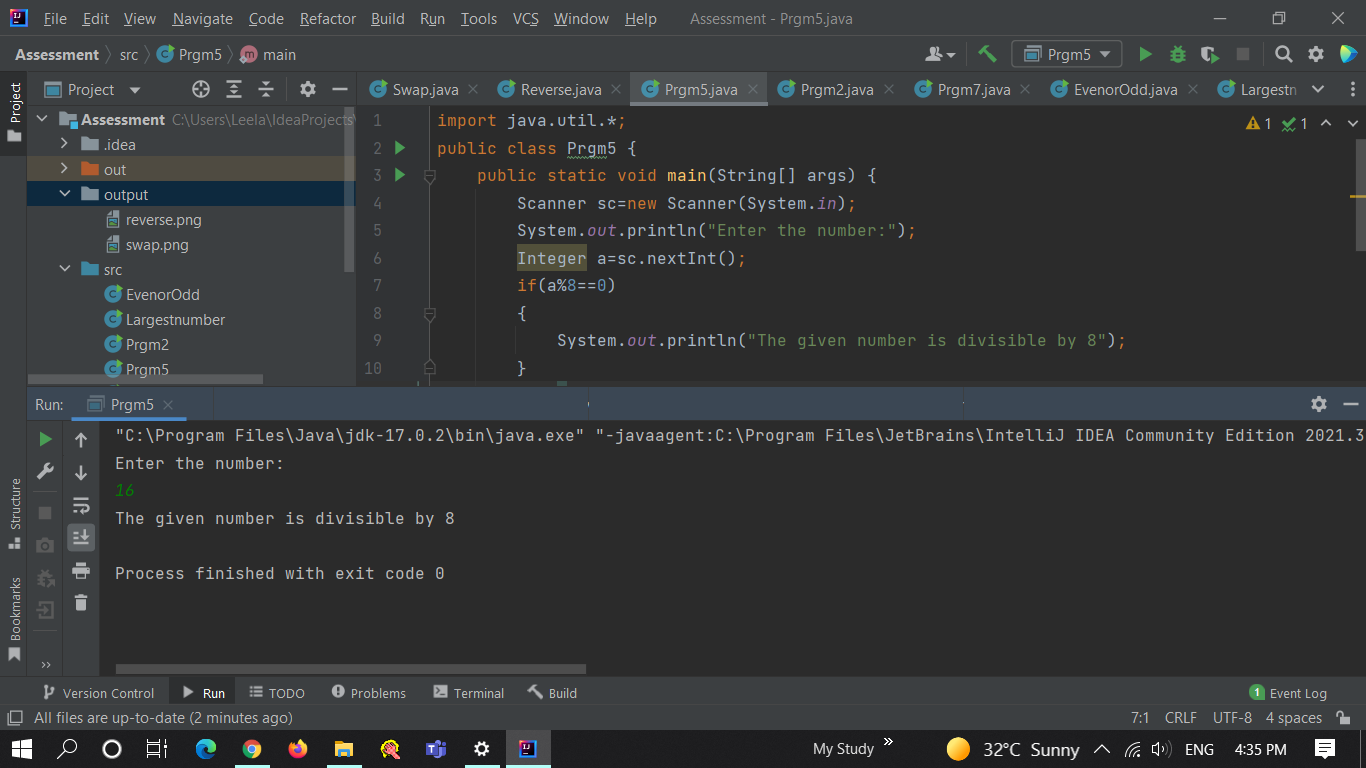 File Edit View Navigate Code Refactor Build Run Tools VCS Window Help Assessment - Prgm5.java
Assessment src Prgm5 main Prgm5
Project
Project Swap.java Reverse.java Prgm5.java Prgm2.java Prgm7.java EvenorOdd.java Largestn
Assessment C:\Users\Leela\IdeaProjects\
.idea
out
output
reverse.png
swap.png
src
EvenorOdd
Largestnumber
Prgm2
Prgm5
1 import java.util.*;
2 public class Prgm5 {
3 public static void main(String[] args) {
4 Scanner sc=new Scanner(System.in);
5 System.out.println("Enter the number:");
6 Integer a=sc.nextInt();
7 if(a%8==0)
8 {
9 System.out.println("The given number is divisible by 8");
10 }
1 1
Run: Prgm5
"C:\Program Files\Java\jdk-17.0.2\bin\java.exe" "-javaagent:C:\Program Files\JetBrains\IntelliJ IDEA Community Edition 2021.3
Enter the number:
16
The given number is divisible by 8
Process finished with exit code 0
Structure
Bookmarks
Version Control Run TODO Problems Terminal Build 1 Event Log
All files are up-to-date (2 minutes ago) 7:1 CRLF UTF-8 4 spaces
My Study » 32°C Sunny ENG 4:35 PM